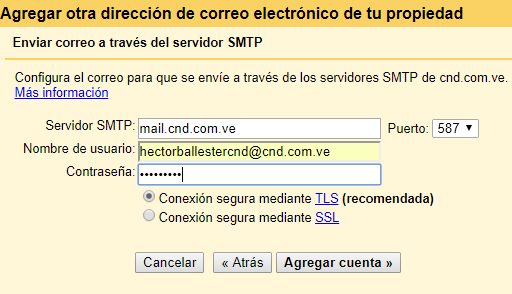 Agregar otra dirección de correo electrónico de tu propiedad
Enviar correo a través del servidor SMTP
Configura el correo para que se envíe a través de los servidores SMTP de cnd.com.ve.
Más información
Servidor SMTP: mail.cnd.com.ve Puerto: 587
Nombre de usuario: hectorballestercnd@cnd.com.ve
Contraseña: •••••••••
Conexión segura mediante TLS (recomendada)
Conexión segura mediante SSL
Cancelar « Atrás Agregar cuenta »